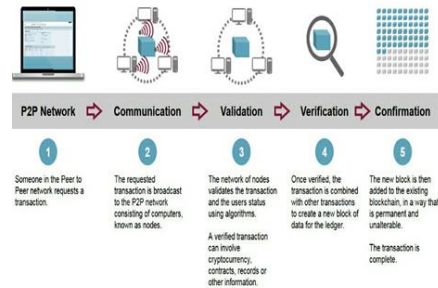 P2P Network
Communication
Validation
Verification
Confirmation
1
2
3
4
5
Someone in the Peer to
Peer network requests a
transaction.
The requested
transaction is broadcast
to the P2P network
consisting of computers,
known as nodes.
The network of nodes
validates the transaction
and the users status
using algorithms.
A verified transaction
can involve
cryptocurrency,
contracts, records or
other information.
Once verified, the
transaction is combined
with other transactions
to create a new block of
data for the ledger.
The new block is then
added to the existing
blockchain, in a way that
is permanent and
unalterable.
The transaction is
complete.